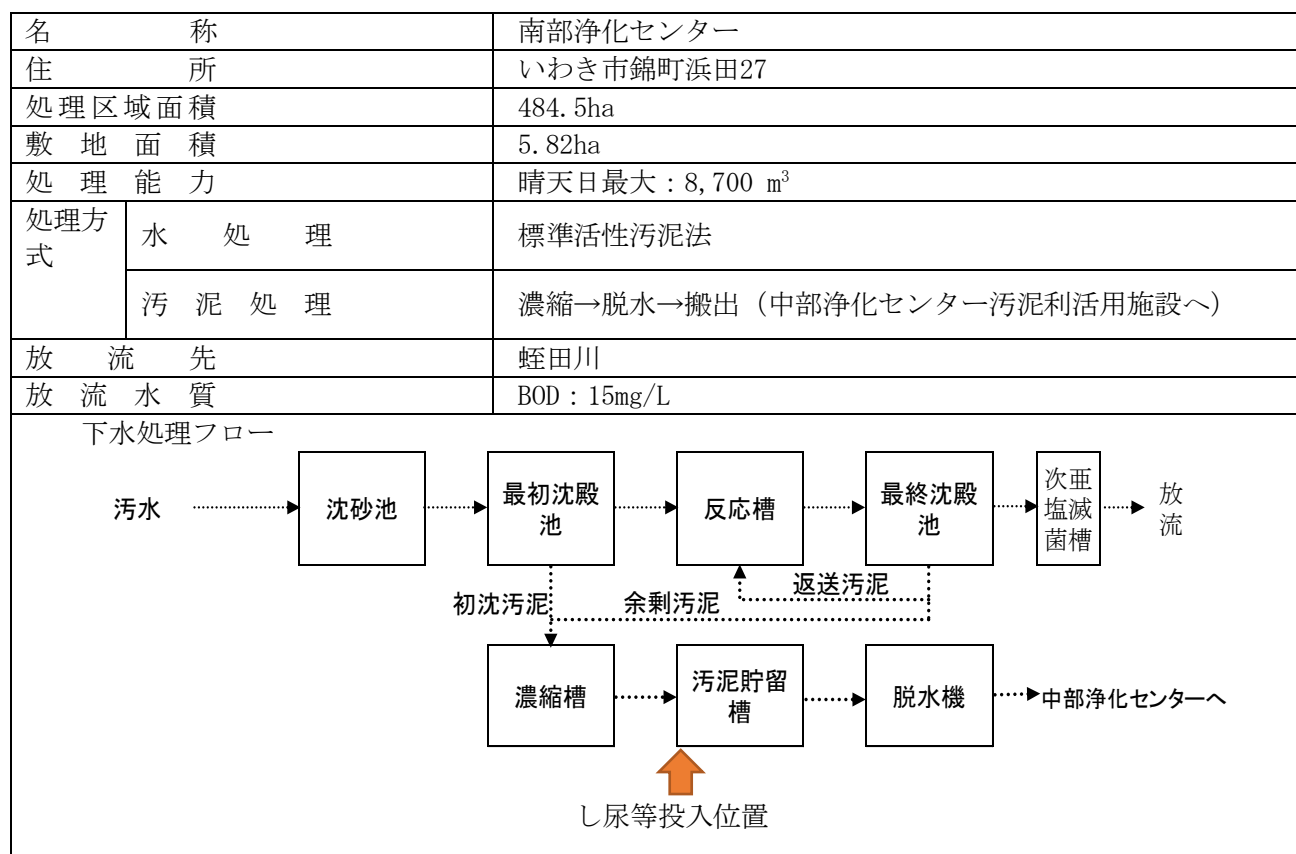 名称 南部浄化センター
住所 いわき市錦町浜田27
処理区域面積 484.5ha
敷地面積 5.82ha
処理能力 晴天日最大:8,700 m³
処理方式 水処理 標準活性汚泥法
汚泥処理 濃縮→脱水→搬出(中部浄化センター汚泥利活用施設へ)
放流先 蛭田川
放流水質 BOD:15mg/L
下水処理フロー
汚水
沈砂池
最初沈殿
池
反応槽
最終沈殿
池
次亜
塩滅
菌槽
放
流
初沈汚泥
余剰汚泥
返送汚泥
濃縮槽
汚泥貯留
槽
脱水機
中部浄化センターへ
し尿等投入位置